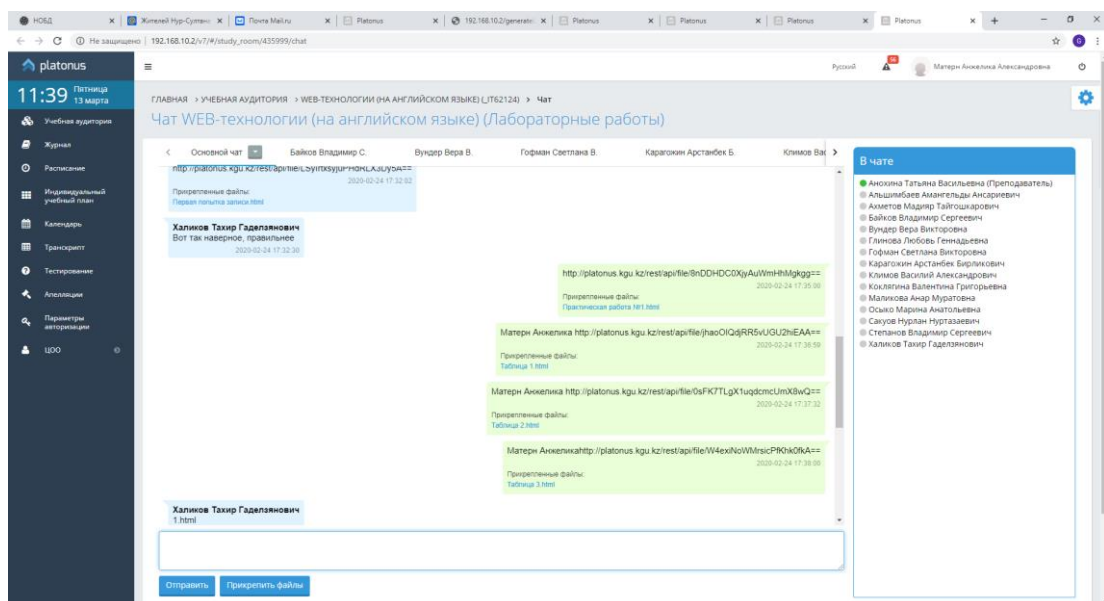 НОБД
Жителей Нур-Султана
Почта Mail.ru
Platonus
192.168.10.2/generator
Platonus
Platonus
Platonus
Platonus
Не защищено | 192.168.10.2/v7/#/study_room/435999/chat
platonus
Русский
Матерн Анжелика Александровна
11:39 Пятница
13 марта
Учебная аудитория
Журнал
Расписание
Индивидуальный
учебный план
Календарь
Транскрипт
Тестирование
Апелляции
Параметры
авторизации
ЦОО
ГЛАВНАЯ > УЧЕБНАЯ АУДИТОРИЯ > WEB-ТЕХНОЛОГИИ (НА АНГЛИЙСКОМ ЯЗЫКЕ) (_IT62124) > Чат
Чат WEB-технологии (на английском языке) (Лабораторные работы)
Основной чат
Байков Владимир С.
Вундер Вера В.
Гофман Светлана В.
Карагожин Арстанбек Б.
Климов Вас
2020-02-24 17:32:02
Прикрепленные файлы:
Первая попытка записи.html
Халиков Тахир Гаделзянович
Вот так наверное, правильнее
2020-02-24 17:32:30
http://platonus.kgu.kz/rest/api/file/8nDDHDC0XjyAuWmHhMgkgg==
2020-02-24 17:35:00
Прикрепленные файлы:
Практическая работа №1.html
Матерн Анжелика http://platonus.kgu.kz/rest/api/file/jhaoOIQdjRR5vUGU2hiEAA==
2020-02-24 17:36:59
Прикрепленные файлы:
Таблица 1.html
Матерн Анжелика http://platonus.kgu.kz/rest/api/file/0sFK7TLgX1uqdcmcUmX8wQ==
2020-02-24 17:37:32
Прикрепленные файлы:
Таблица 2.html
Матерн Анжеликаhttp://platonus.kgu.kz/rest/api/file/W4exiNoWMrsicPfKhk0fkA==
2020-02-24 17:38:00
Прикрепленные файлы:
Таблица 3.html
Халиков Тахир Гаделзянович
1.html
Отправить
Прикрепить файлы
В чате
Анохина Татьяна Васильевна (Преподаватель)
Альшимбаев Амангельды Ансариевич
Ахметов Мадияр Тайгошкарович
Байков Владимир Сергеевич
Вундер Вера Викторовна
Глинова Любовь Геннадьевна
Гофман Светлана Викторовна
Карагожин Арстанбек Бирликович
Климов Василий Александрович
Коклягина Валентина Григорьевна
Маликова Анар Муратовна
Осыко Марина Анатольевна
Сакуов Нурлан Нуртазаевич
Степанов Владимир Сергеевич
Халиков Тахир Гаделзянович